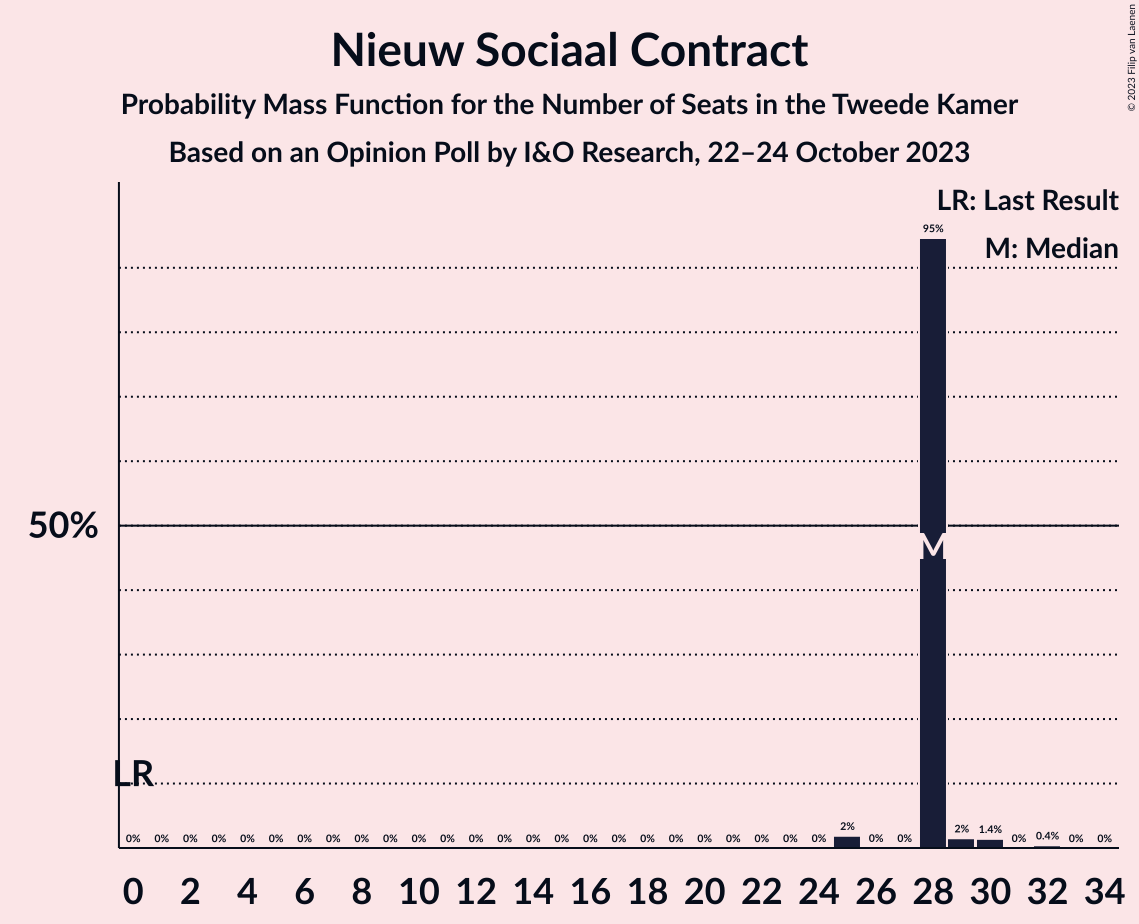 Nieuw Sociaal Contract
Probability Mass Function for the Number of Seats in the Tweede Kamer
Based on an Opinion Poll by I&O Research, 22–24 October 2023
© 2023 Filip van Laenen
LR: Last Result
M: Median
95%
50%
M
LR
0% 0% 0% 0% 0% 0% 0% 0% 0% 0% 0% 0% 0% 0% 0% 0% 0% 0% 0% 0% 0% 0% 0% 0% 0% 2% 0% 0% 2% 1.4% 0% 0.4% 0% 0%
0 2 4 6 8 10 12 14 16 18 20 22 24 26 28 30 32 34